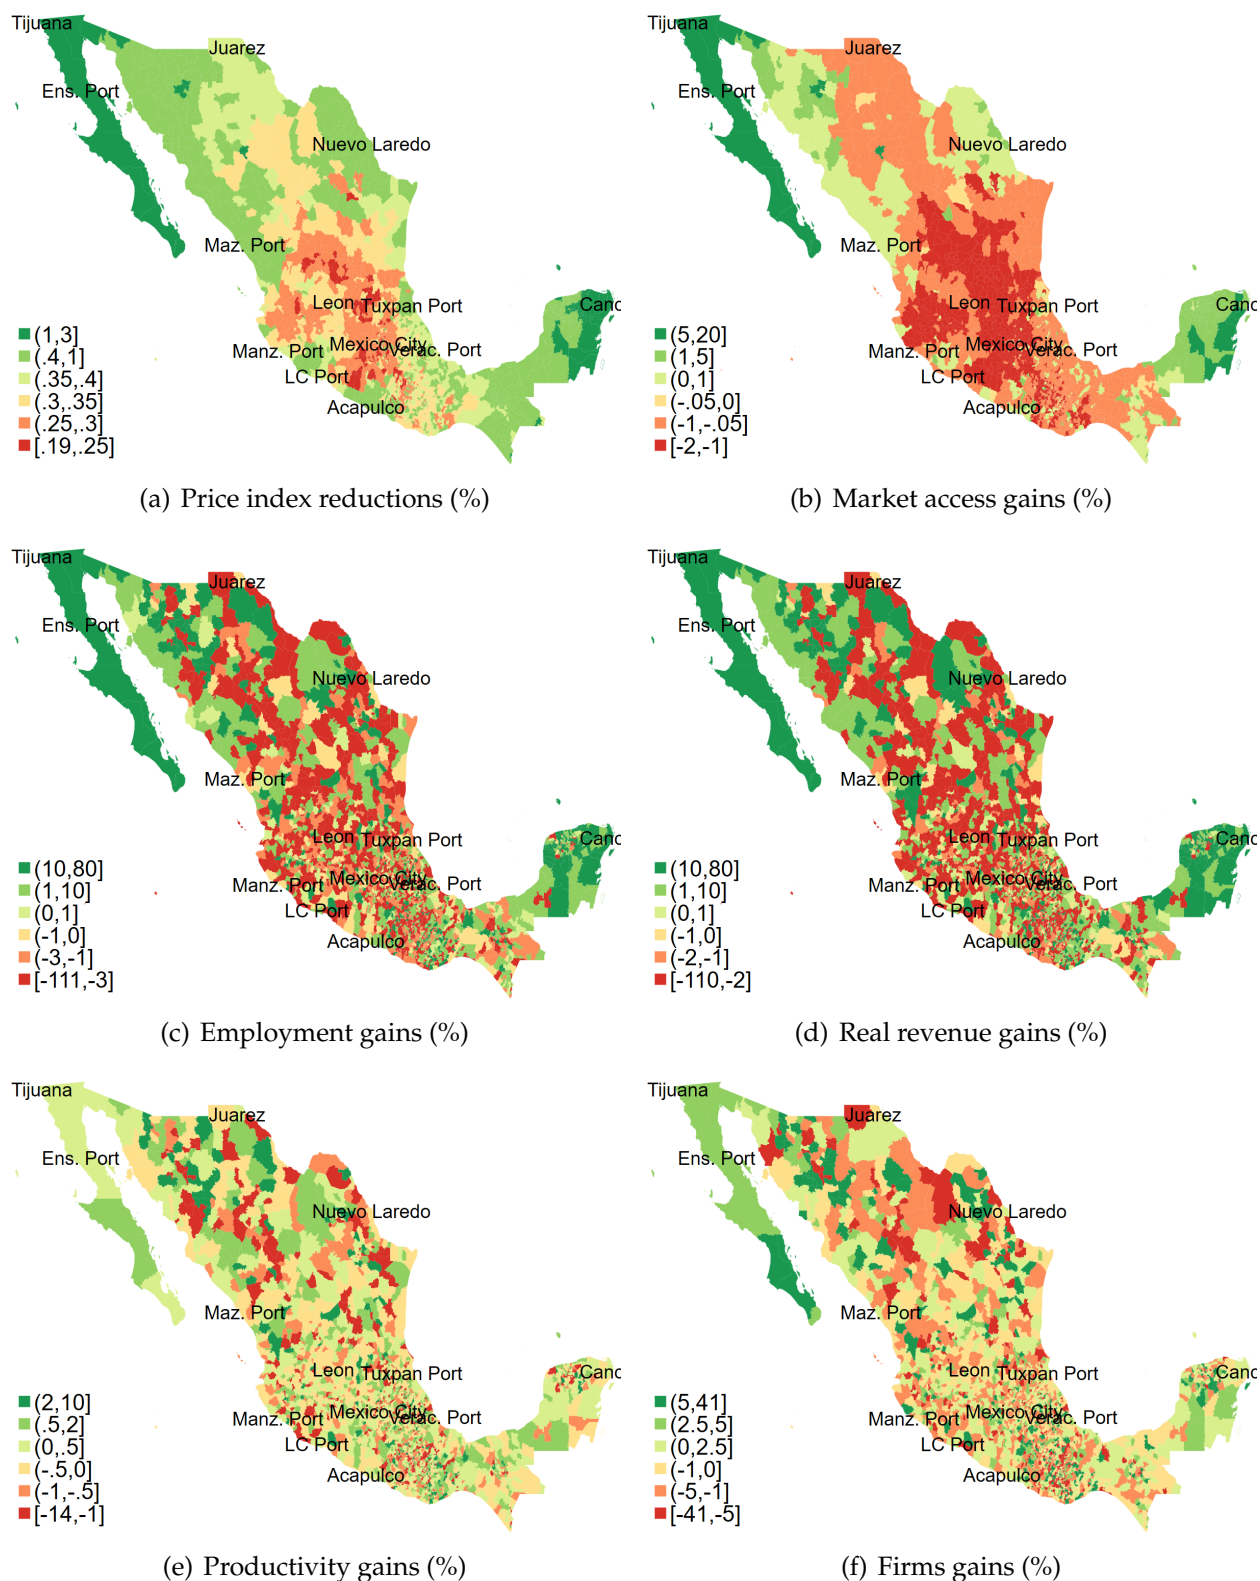 Tijuana
Juarez
Ens. Port
Nuevo Laredo
Maz. Port
Leon
Tuxpan Port
Canc
Manz. Port
Mexico City
Verac. Port
LC Port
Acapulco
(1,3]
(.4,1]
(.35,.4]
(.3,.35]
(.25,.3]
[.19,.25]
(a) Price index reductions (%)
Tijuana
Juarez
Ens. Port
Nuevo Laredo
Maz. Port
Leon
Tuxpan Port
Canc
Manz. Port
Mexico City
Verac. Port
LC Port
Acapulco
(5,20]
(1,5]
(0,1]
(-.05,0]
(-1,-.05]
[-2,-1]
(b) Market access gains (%)
Tijuana
Juarez
Ens. Port
Nuevo Laredo
Maz. Port
Leon
Tuxpan Port
Canc
Manz. Port
Mexico City
Verac. Port
LC Port
Acapulco
(10,80]
(1,10]
(0,1]
(-1,0]
(-3,-1]
[-111,-3]
(c) Employment gains (%)
Tijuana
Juarez
Ens. Port
Nuevo Laredo
Maz. Port
Leon
Tuxpan Port
Canc
Manz. Port
Mexico City
Verac. Port
LC Port
Acapulco
(10,80]
(1,10]
(0,1]
(-1,0]
(-2,-1]
[-110,-2]
(d) Real revenue gains (%)
Tijuana
Juarez
Ens. Port
Nuevo Laredo
Maz. Port
Leon
Tuxpan Port
Canc
Manz. Port
Mexico City
Verac. Port
LC Port
Acapulco
(2,10]
(.5,2]
(0,.5]
(-.5,0]
(-1,-.5]
[-14,-1]
(e) Productivity gains (%)
Tijuana
Juarez
Ens. Port
Nuevo Laredo
Maz. Port
Leon
Tuxpan Port
Canc
Manz. Port
Mexico City
Verac. Port
LC Port
Acapulco
(5,41]
(2.5,5]
(0,2.5]
(-1,0]
(-5,-1]
[-41,-5]
(f) Firms gains (%)